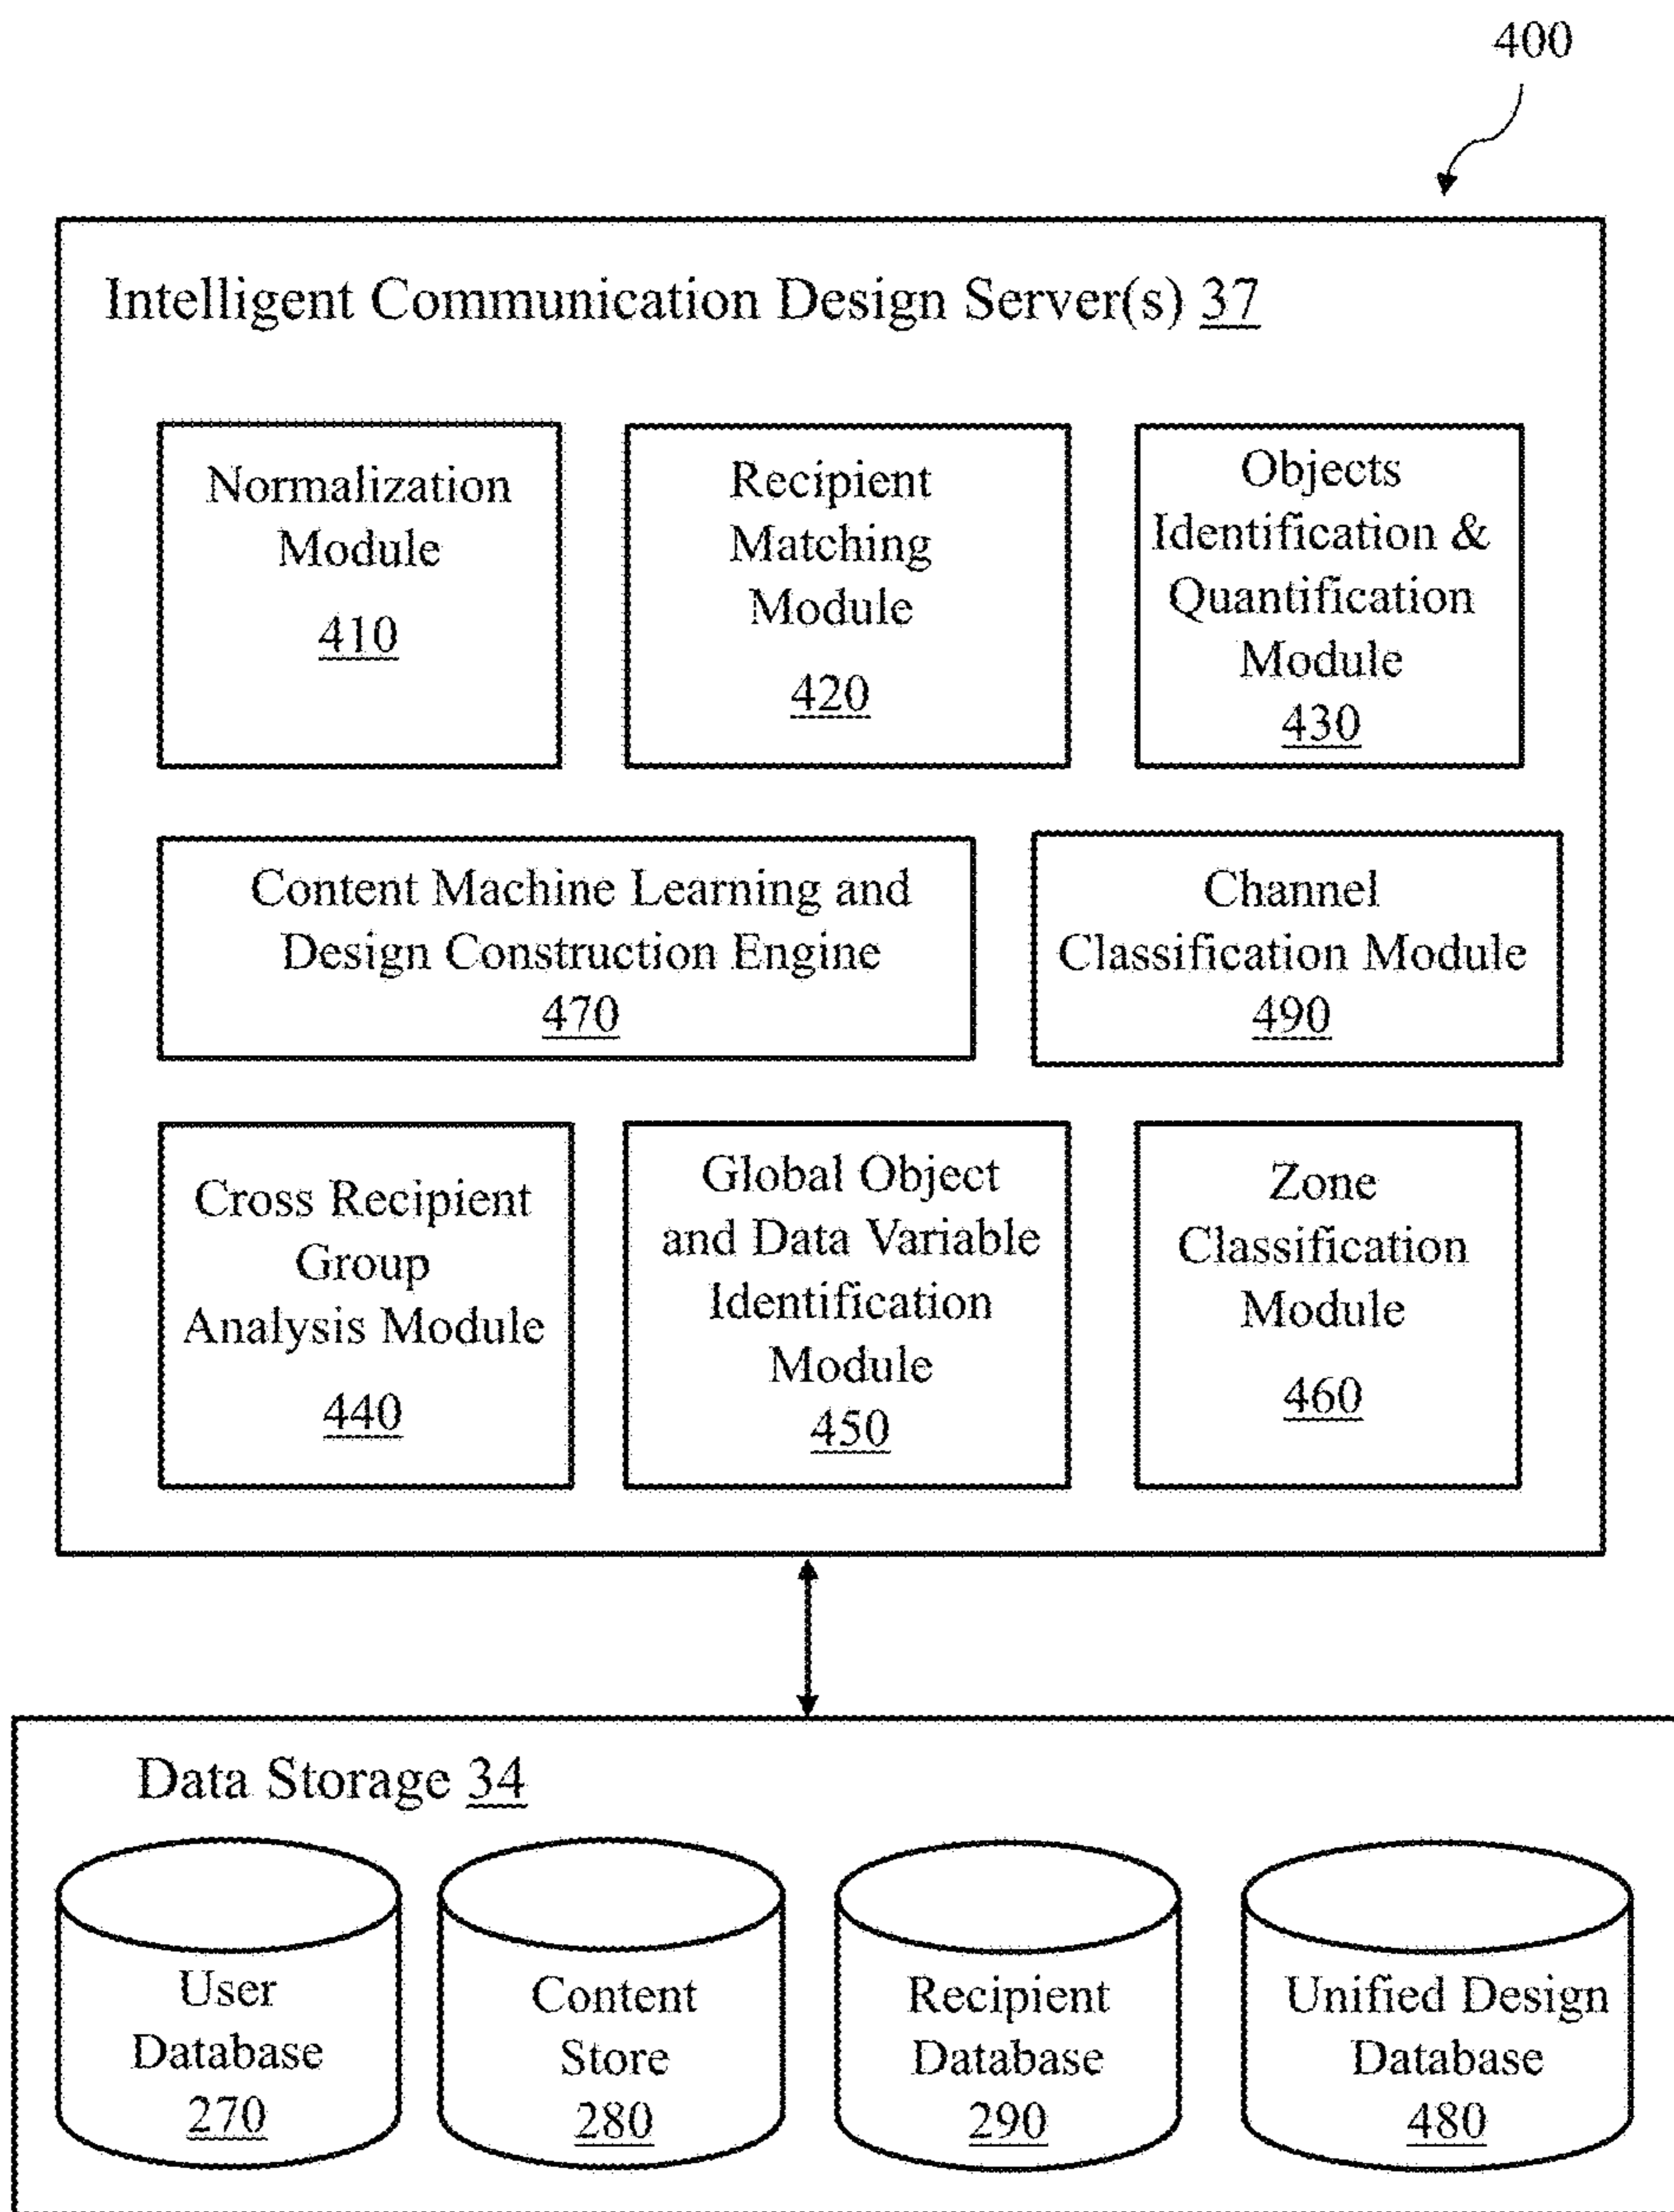 400
Intelligent Communication Design Server(s) 37
Normalization
Module
410
Recipient
Matching
Module
420
Objects
Identification &
Quantification
Module
430
Content Machine Learning and
Design Construction Engine
470
Channel
Classification Module
490
Cross Recipient
Group
Analysis Module
440
Global Object
and Data Variable
Identification
Module
450
Zone
Classification
Module
460
Data Storage 34
User
Database
270
Content
Store
280
Recipient
Database
290
Unified Design
Database
480